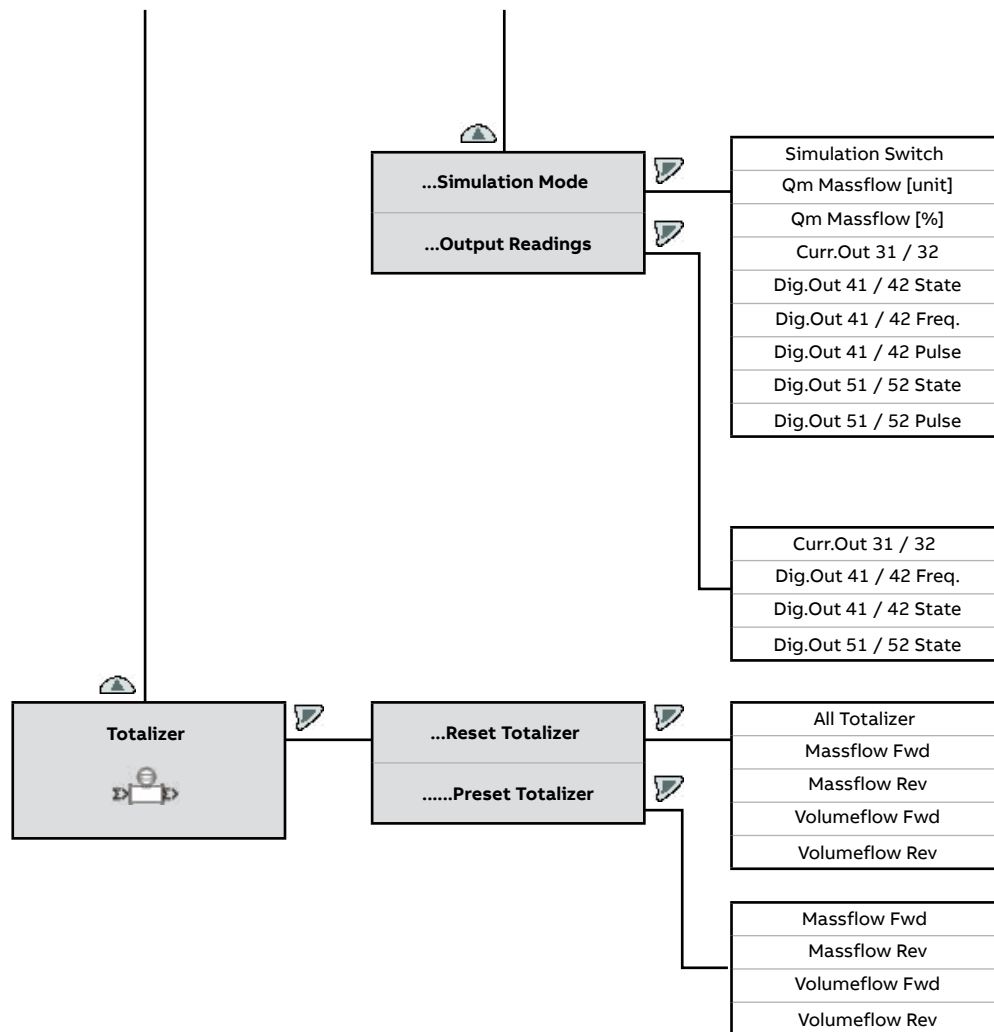 ...Simulation Mode
...Output Readings
Simulation Switch
Qm Massflow [unit]
Qm Massflow [%]
Curr.Out 31 / 32
Dig.Out 41 / 42 State
Dig.Out 41 / 42 Freq.
Dig.Out 41 / 42 Pulse
Dig.Out 51 / 52 State
Dig.Out 51 / 52 Pulse
Curr.Out 31 / 32
Dig.Out 41 / 42 Freq.
Dig.Out 41 / 42 State
Dig.Out 51 / 52 State
Totalizer
...Reset Totalizer
......Preset Totalizer
All Totalizer
Massflow Fwd
Massflow Rev
Volumeflow Fwd
Volumeflow Rev
Massflow Fwd
Massflow Rev
Volumeflow Fwd
Volumeflow Rev